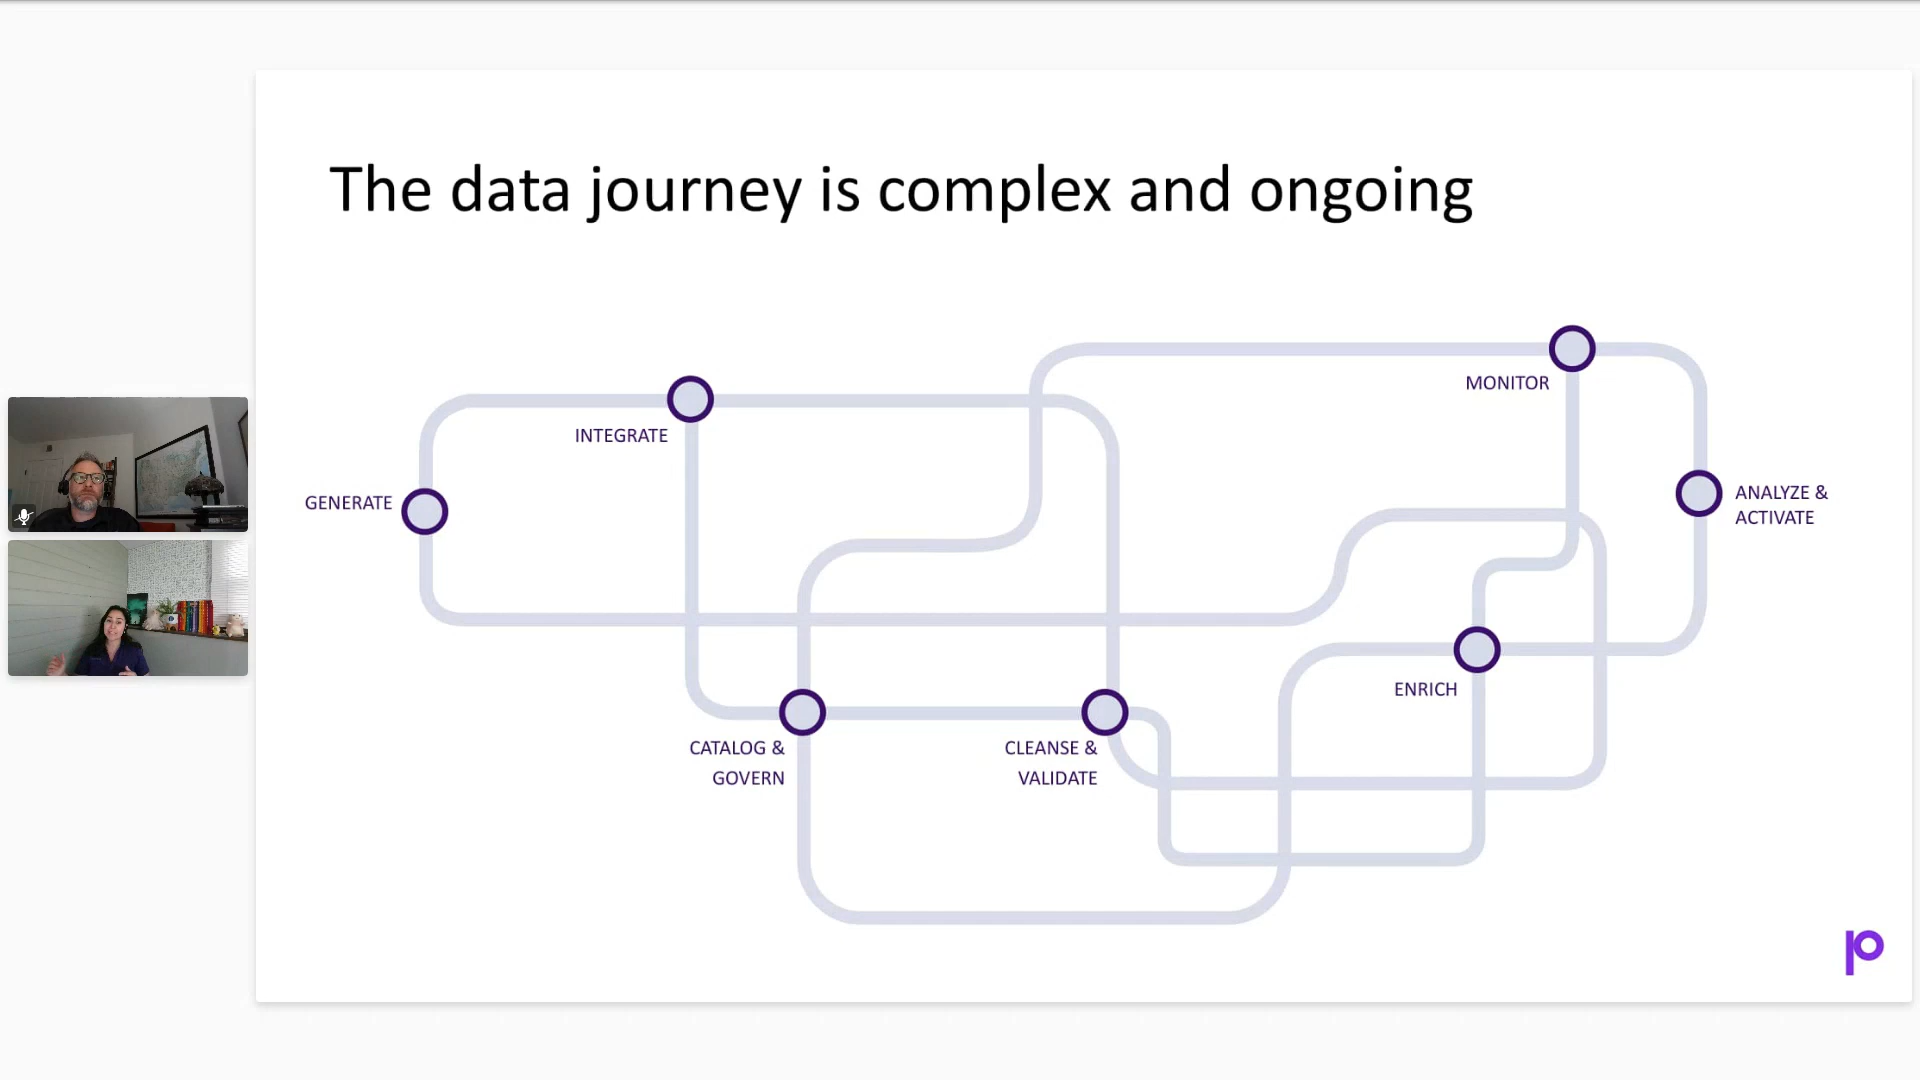 The data journey is complex and ongoing
MONITOR
INTEGRATE
GENERATE
ANALYZE &
ACTIVATE
ENRICH
CATALOG &
GOVERN
CLEANSE &
VALIDATE